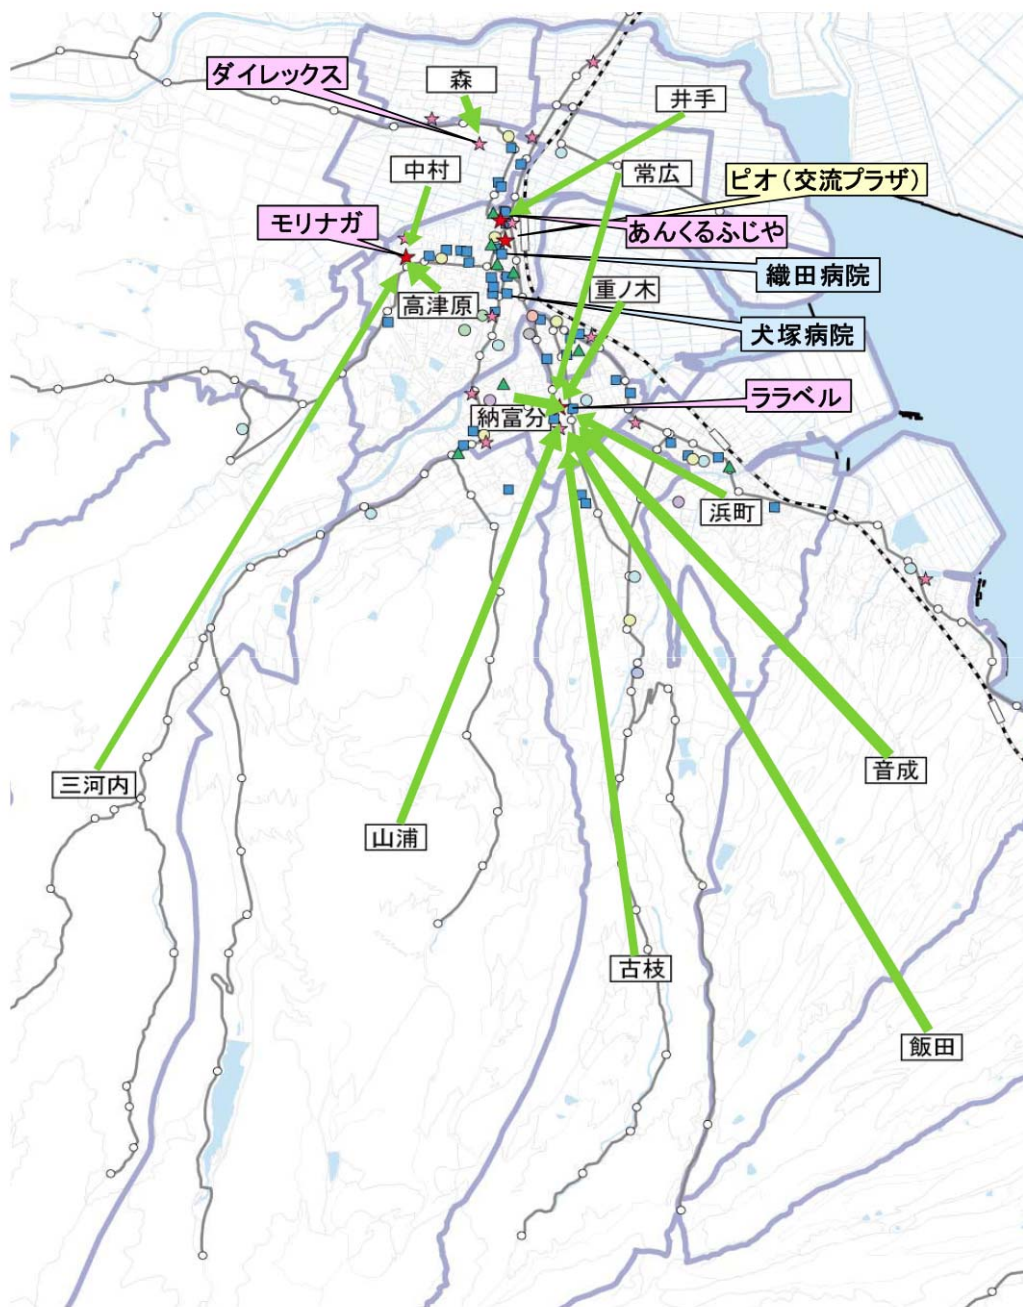 ダイレックス
森
井手
中村
常広
ピオ（交流プラザ）
モリナガ
あんくるふじや
織田病院
高津原
重ノ木
犬塚病院
納富分
ララベル
浜町
三河内
音成
山浦
古枝
飯田